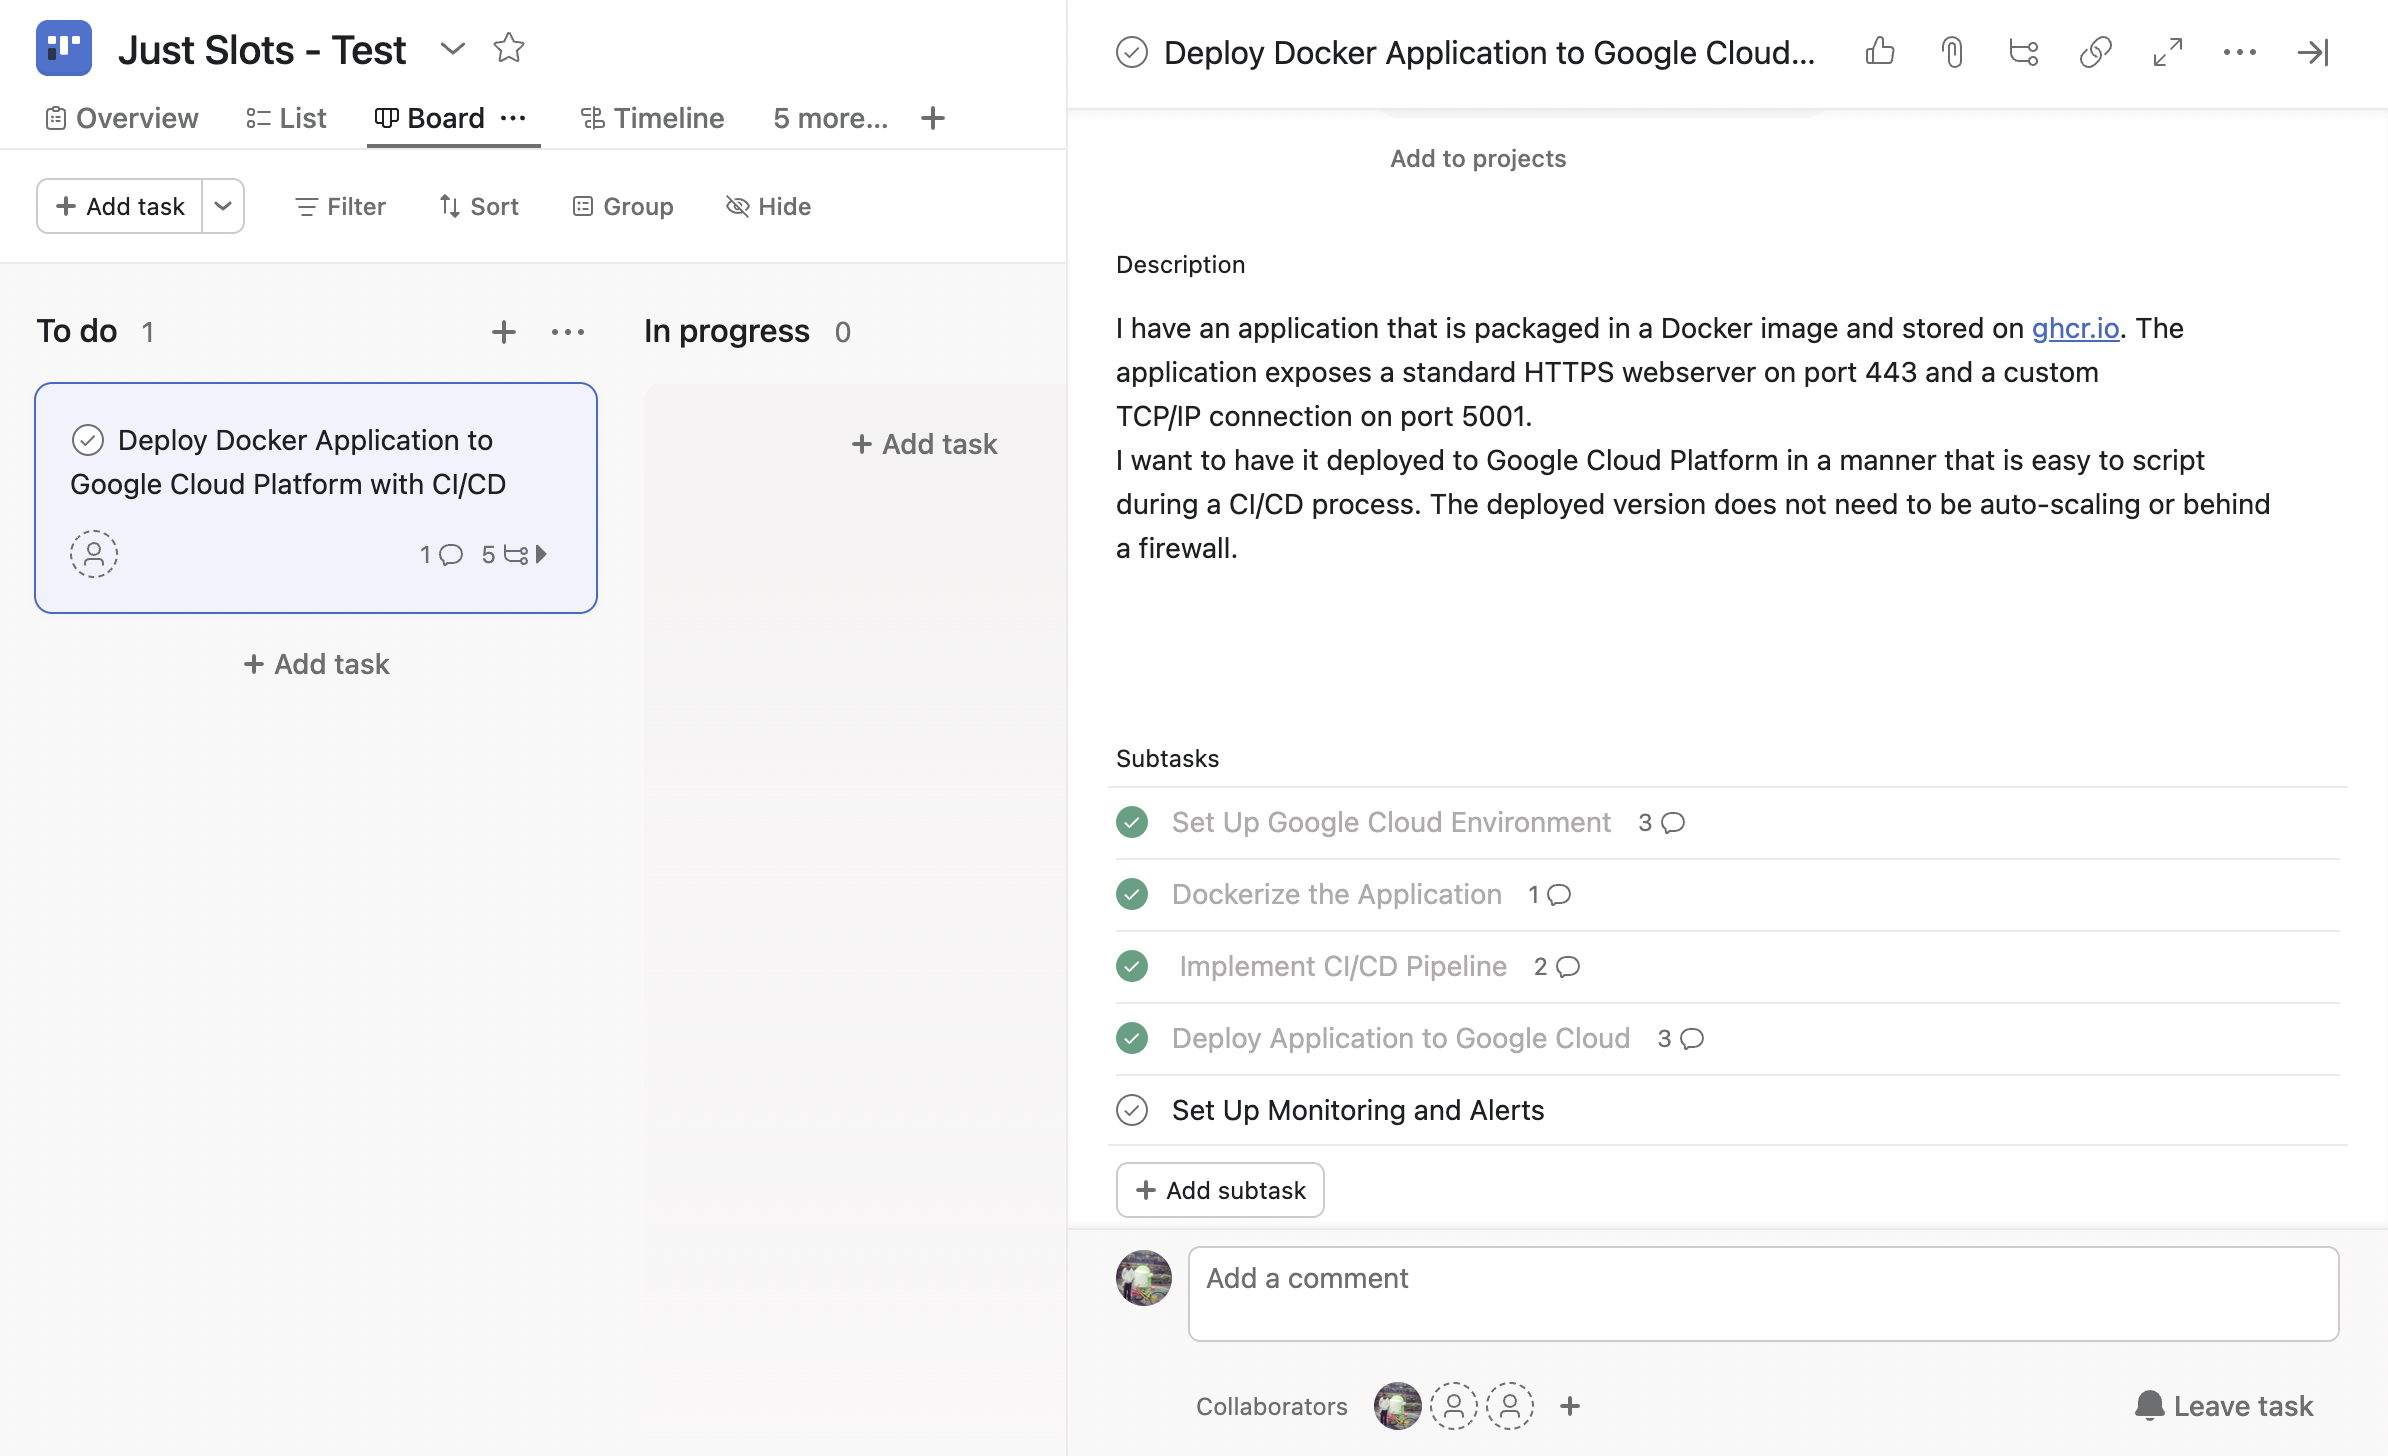 Just Slots - Test
Overview
List
Board ...
Timeline
5 more...
+
+ Add task
Filter
Sort
Group
Hide
To do 1
Deploy Docker Application to
Google Cloud Platform with CI/CD
1
5
+ Add task
In progress 0
+ Add task
Deploy Docker Application to Google Cloud...
Add to projects
Description
I have an application that is packaged in a Docker image and stored on ghcr.io. The
application exposes a standard HTTPS webserver on port 443 and a custom
TCP/IP connection on port 5001.
I want to have it deployed to Google Cloud Platform in a manner that is easy to script
during a CI/CD process. The deployed version does not need to be auto-scaling or behind
a firewall.
Subtasks
Set Up Google Cloud Environment 3
Dockerize the Application 1
Implement CI/CD Pipeline 2
Deploy Application to Google Cloud 3
Set Up Monitoring and Alerts
+ Add subtask
Add a comment
Collaborators
+
Leave task